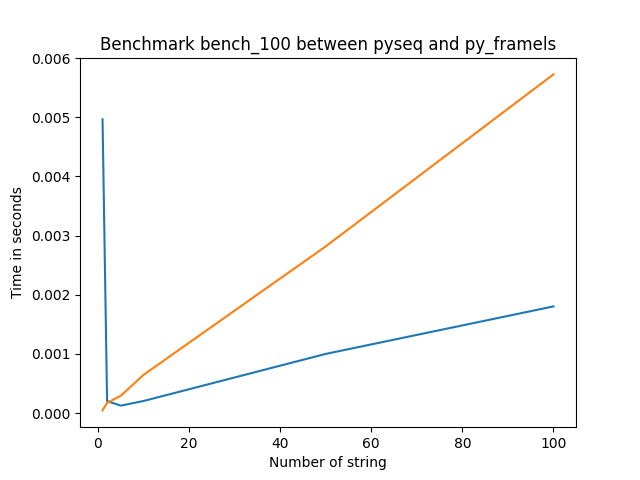 Benchmark bench_100 between pyseq and py_framels
0.006
0.005
0.004
0.003
0.002
0.001
0.000
Time in seconds
0 20 40 60 80 100
Number of string